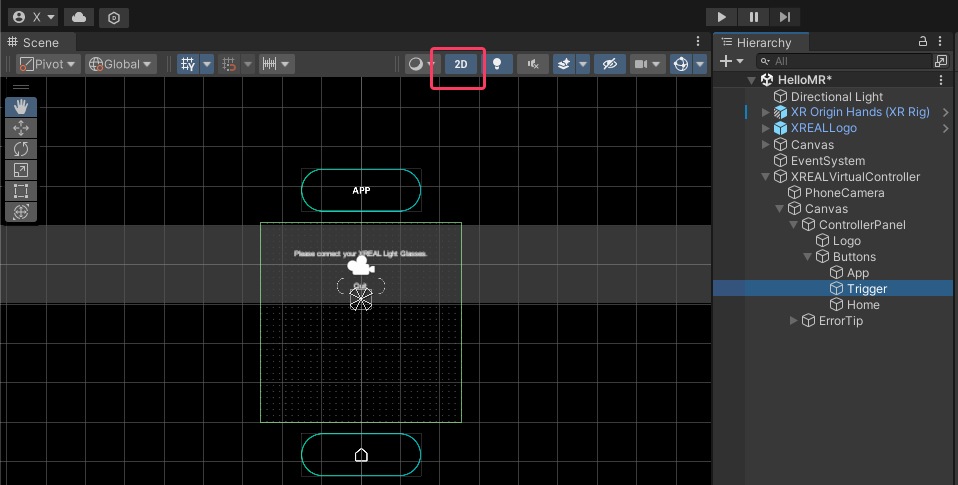 X
Scene
Pivot
Global
2D
APP
Please connect your XREAL Light Glasses.
Quit
Hierarchy
All
HelloMR*
Directional Light
XR Origin Hands (XR Rig)
XREALLogo
Canvas
EventSystem
XREALVirtualController
PhoneCamera
Canvas
ControllerPanel
Logo
Buttons
App
Trigger
Home
ErrorTip